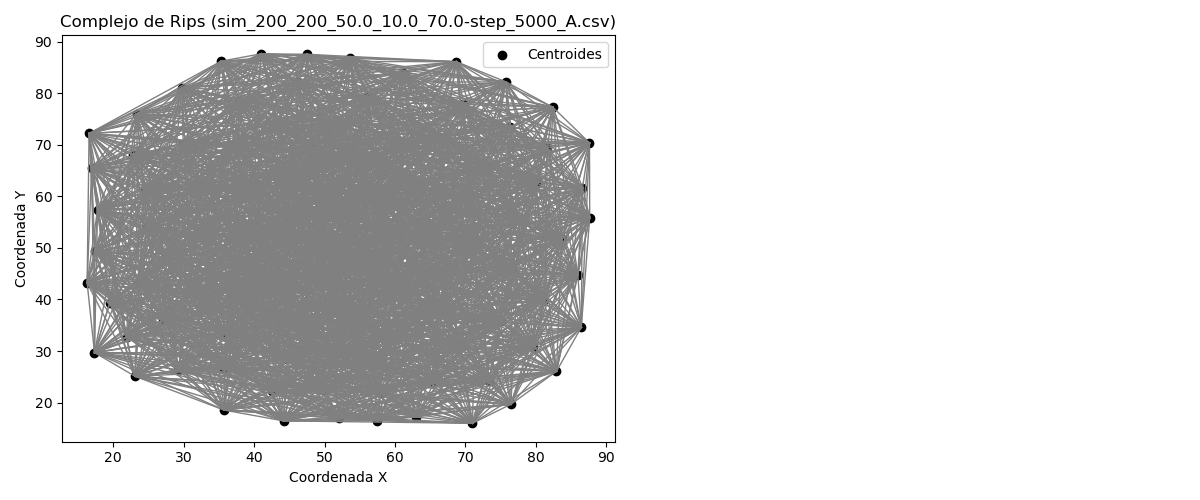 Complejo de Rips (sim_200_200_50.0_10.0_70.0-step_5000_A.csv)
Centroides
90
80
70
60
50
40
30
20
Coordenada Y
20 30 40 50 60 70 80 90
Coordenada X